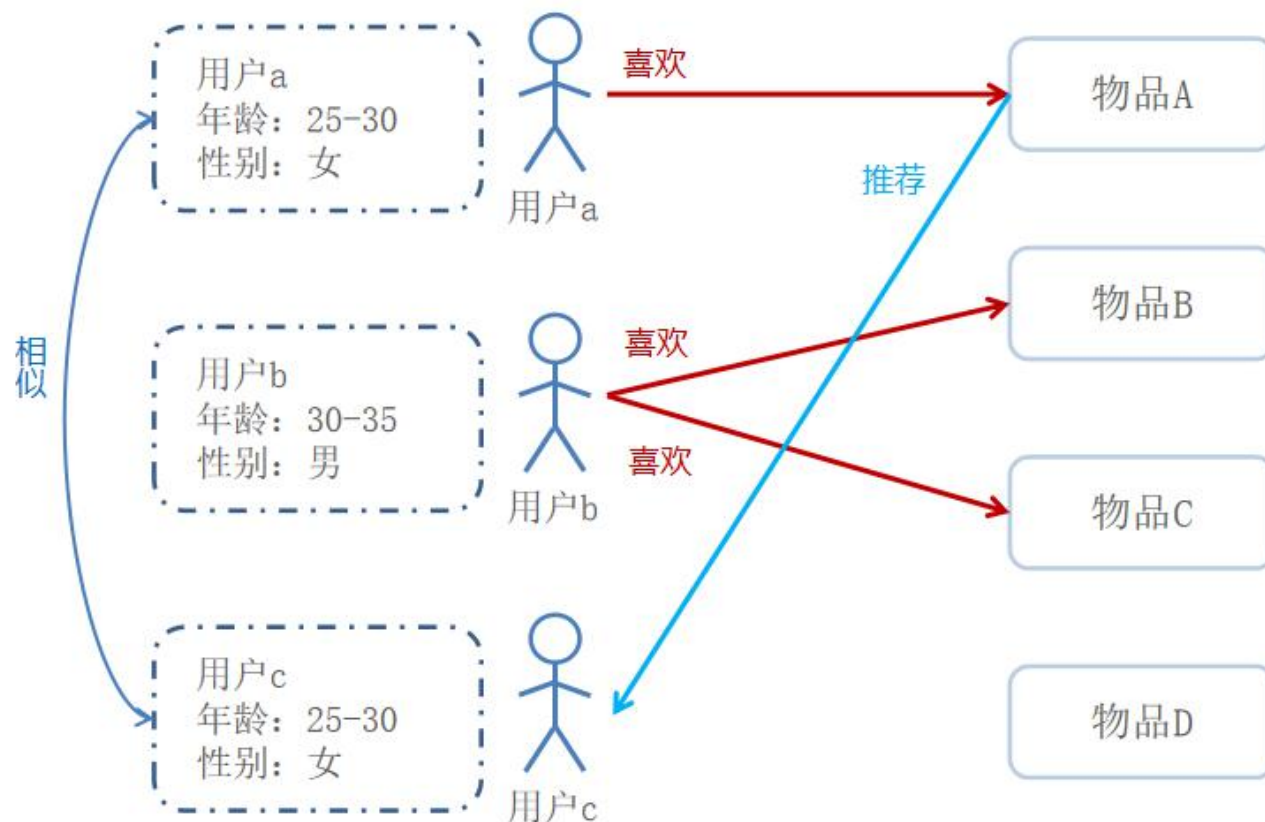 用户a
年龄：25-30
性别：女
用户a
喜欢
物品A
推荐
物品B
相似
用户b
年龄：30-35
性别：男
用户b
喜欢
喜欢
物品C
用户c
年龄：25-30
性别：女
用户c
物品D